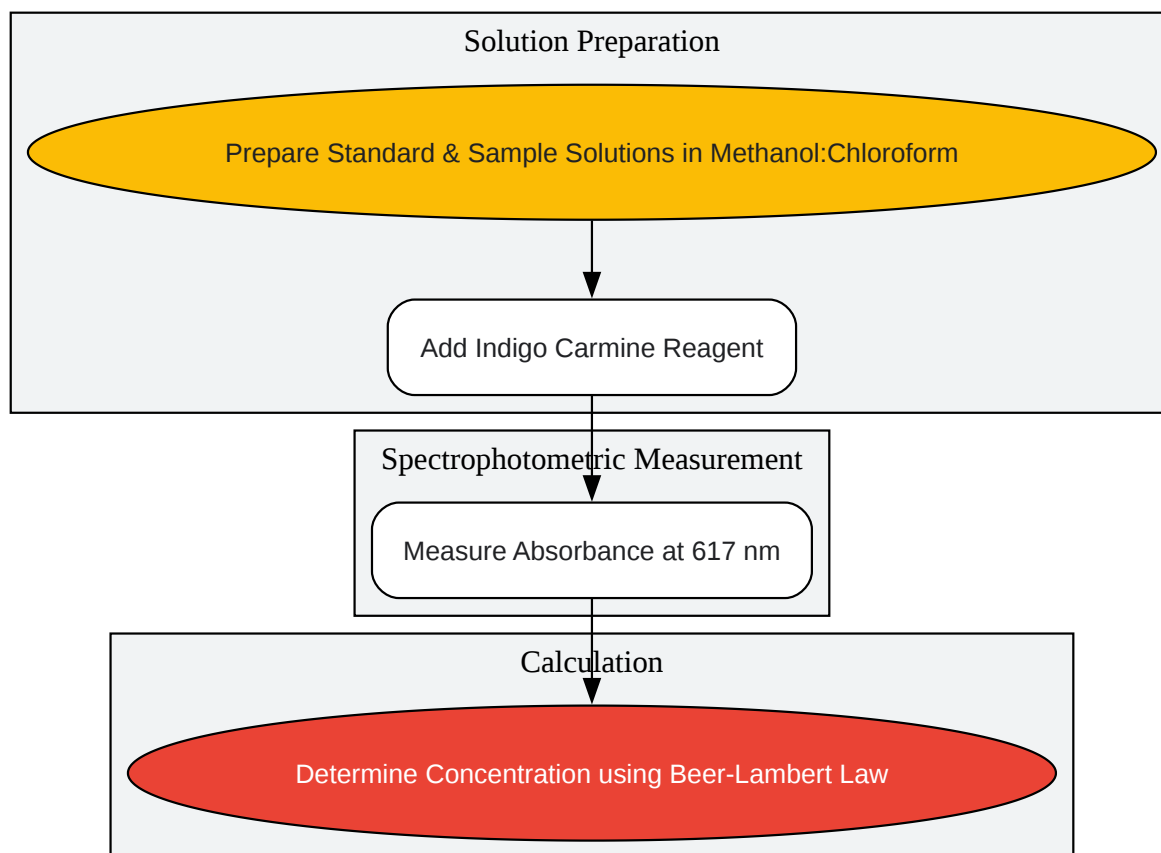 Solution Preparation
Prepare Standard & Sample Solutions in Methanol:Chloroform
Add Indigo Carmine Reagent
Spectrophotometric Measurement
Measure Absorbance at 617 nm
Calculation
Determine Concentration using Beer-Lambert Law